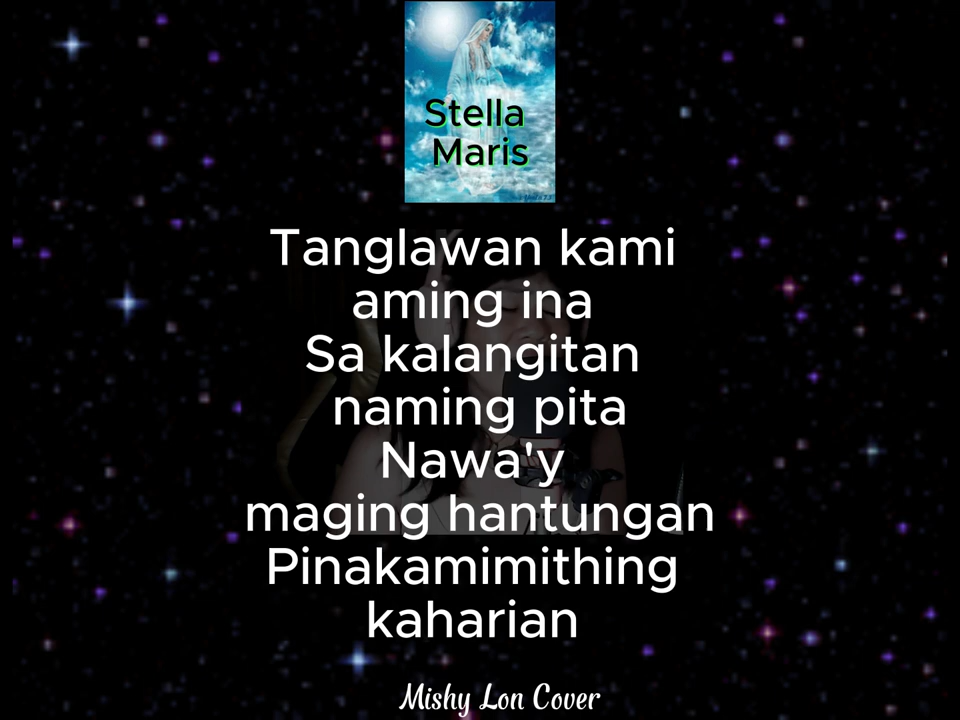 Stella
Maris
Tanglawan kami
aming ina
Sa kalangitan
naming pita
Nawa'y
maging hantungan
Pinakamimithing
kaharian
Mishy Lon Cover